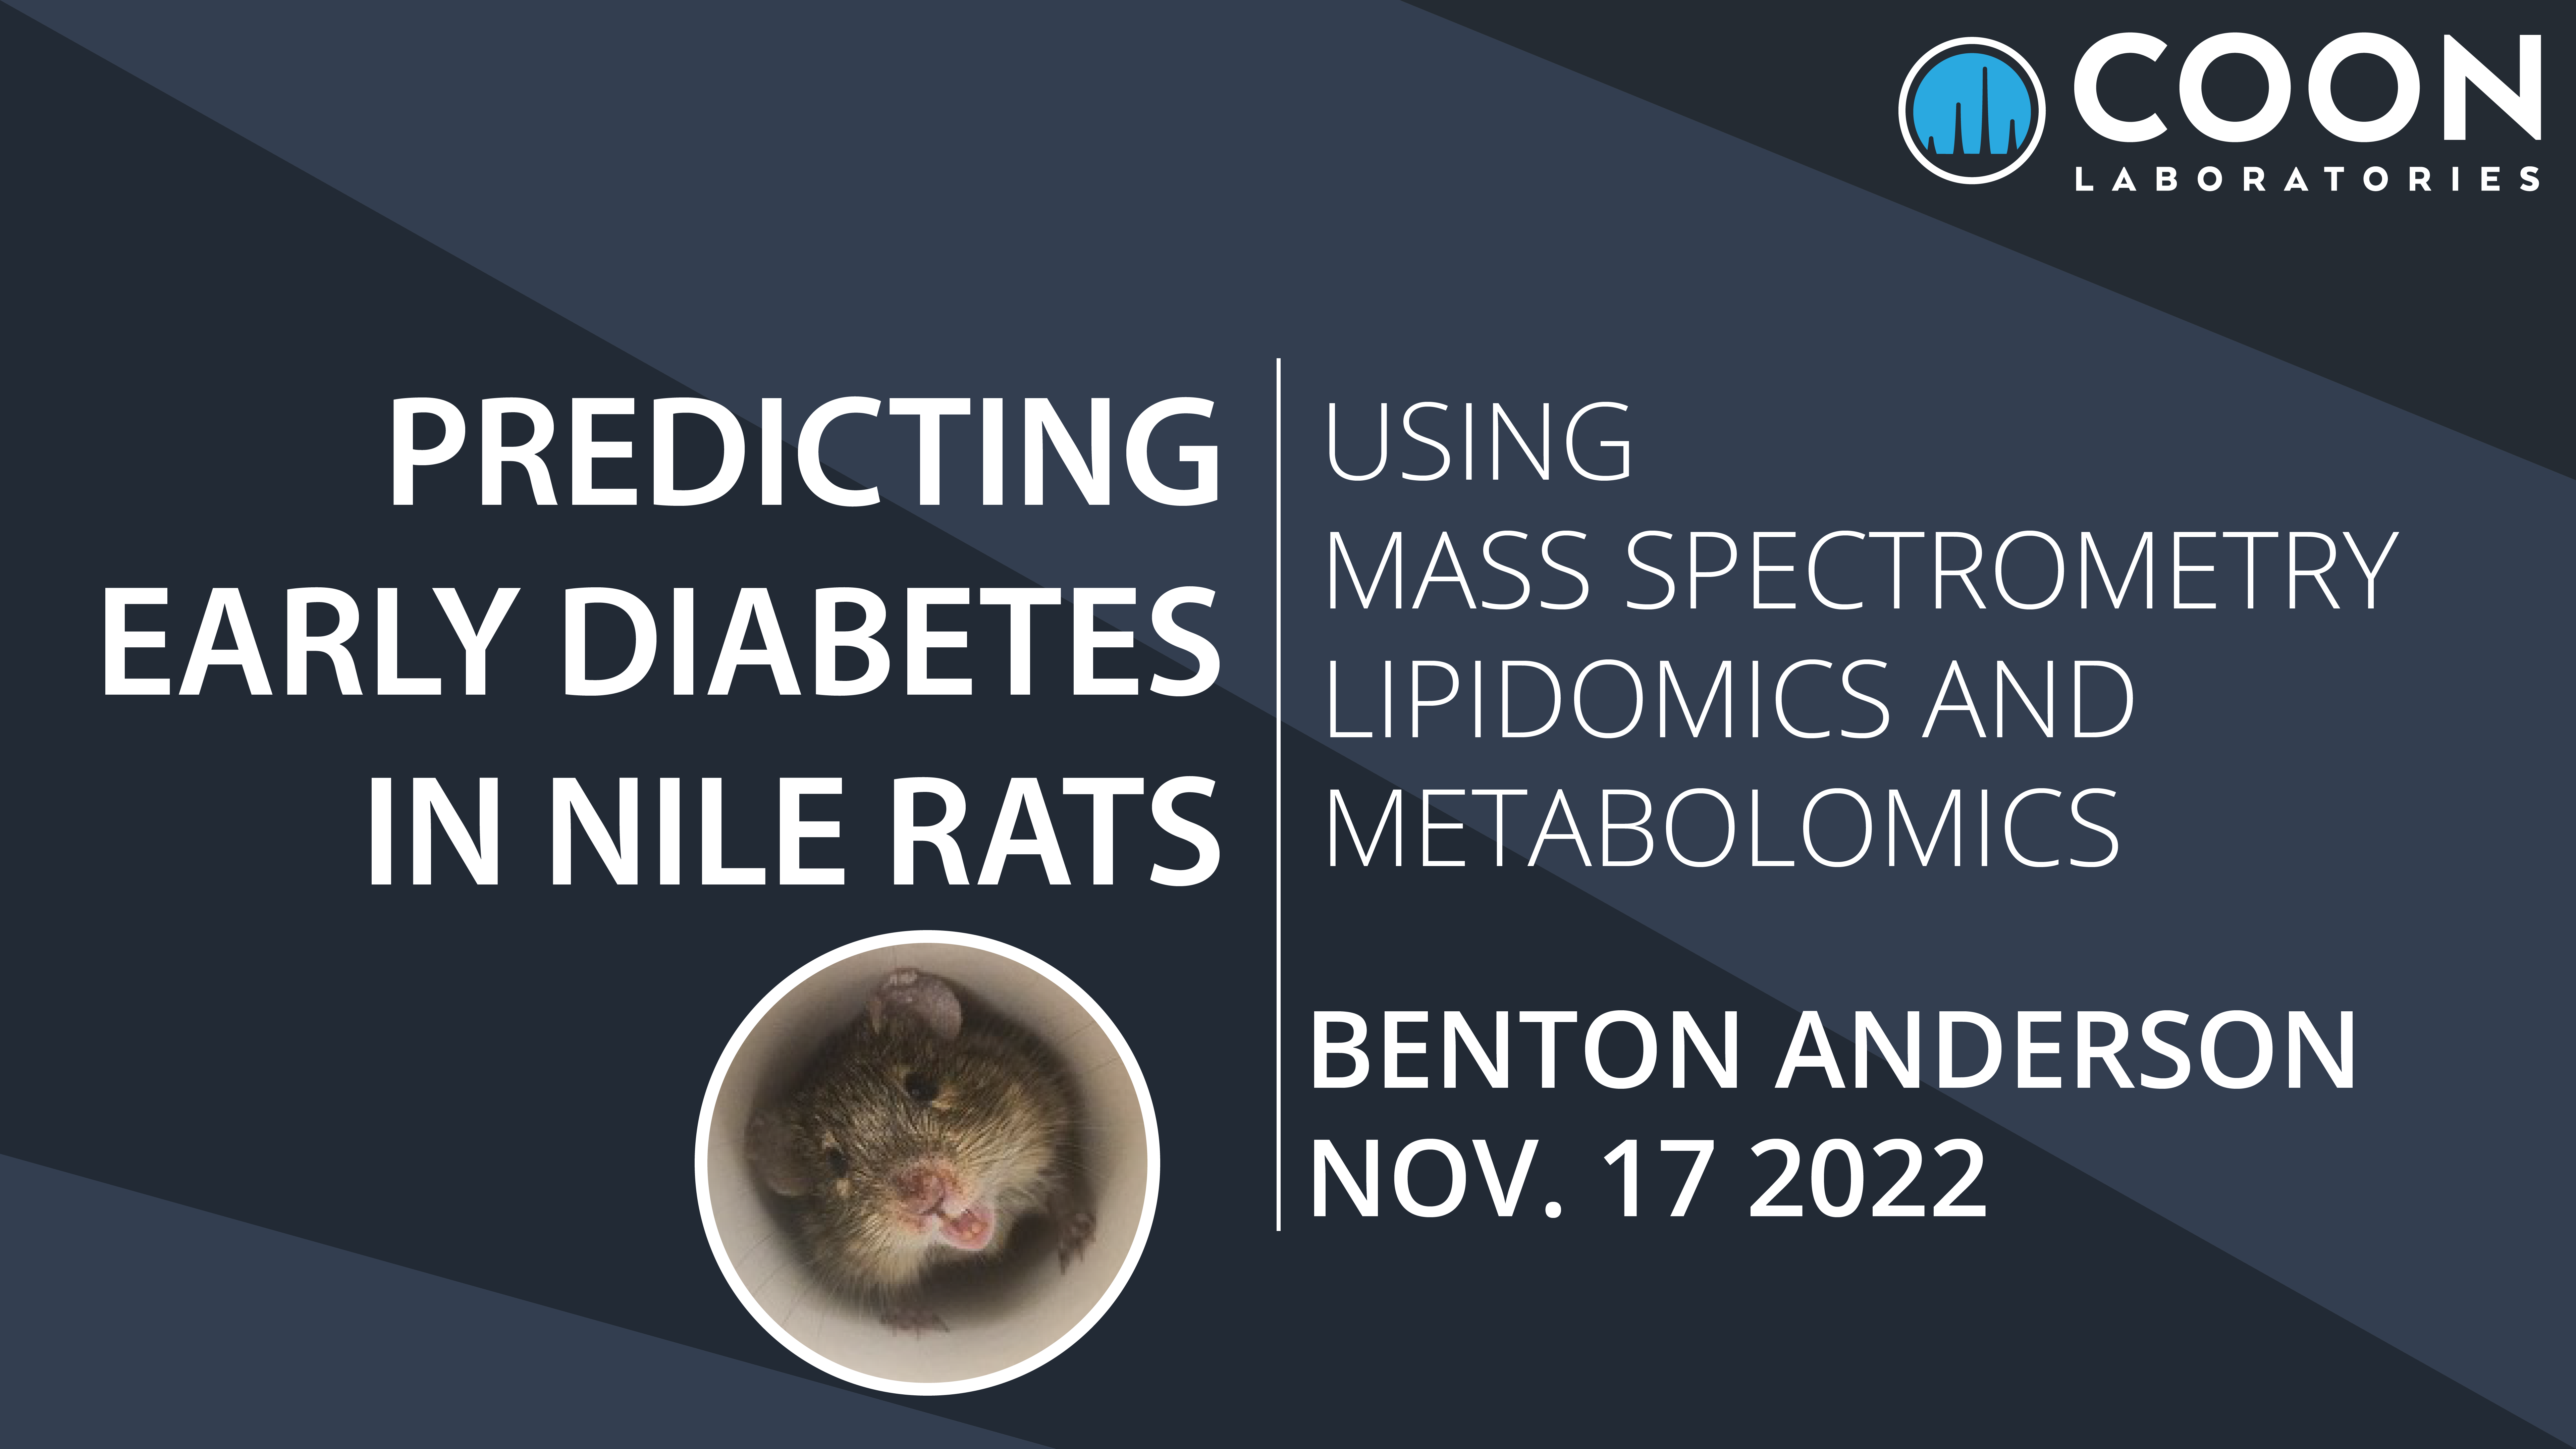 COON
LABORATORIES
PREDICTING
EARLY DIABETES
IN NILE RATS
USING
MASS SPECTROMETRY
LIPIDOMICS AND
METABOLOMICS
BENTON ANDERSON
NOV. 17 2022